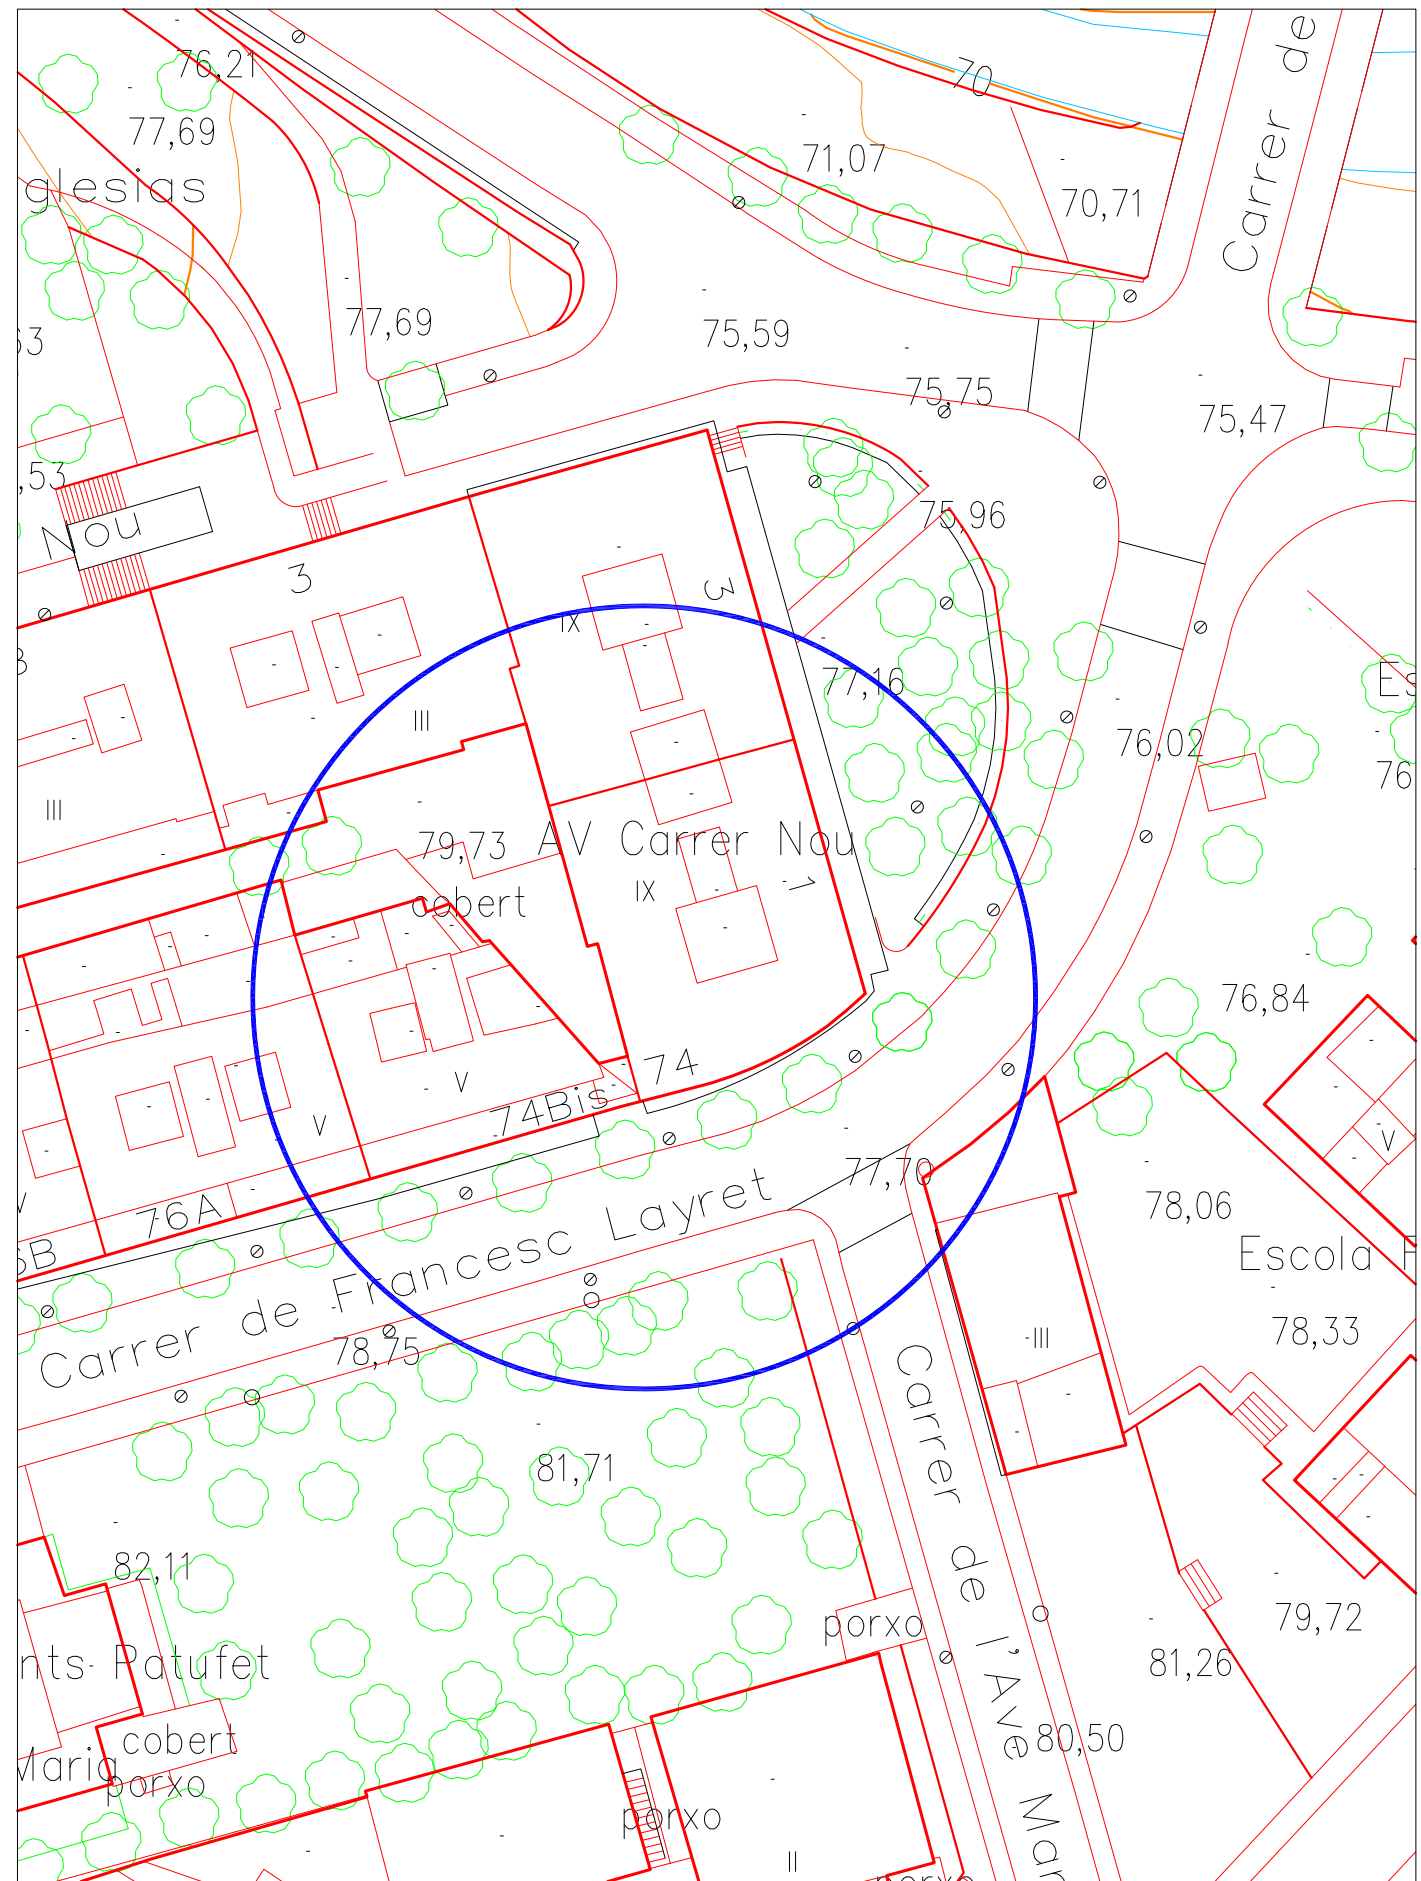 76,21
77,69
glesias
70
71,07
70,71
Carrer de
77,69
75,59
75,75
75,47
,53
Nou
75,96
3
3
IX
III
77,16
76,02
III
79,73
AV Carrer Nou
cobert
IX
1
76,84
V
74
74Bis
V
77,70
78,06
V
76A
Carrer de Francesc Layret
Escola
78,75
78,33
III
81,71
82,11
Carrer de l'Ave Mar
79,72
porxo
81,26
nts Patufet
cobert
80,50
Maria
porxo
porxo
II